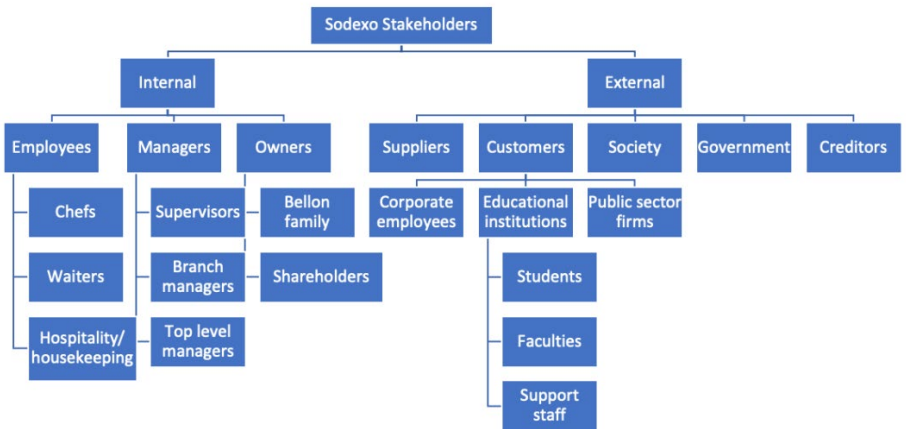 Sodexo Stakeholders
Internal
External
Employees
Managers
Owners
Suppliers
Customers
Society
Government
Creditors
Chefs
Supervisors
Bellon
family
Corporate
employees
Educational
institutions
Public sector
firms
Waiters
Branch
managers
Shareholders
Students
Hospitality/
housekeeping
Top level
managers
Faculties
Support
staff